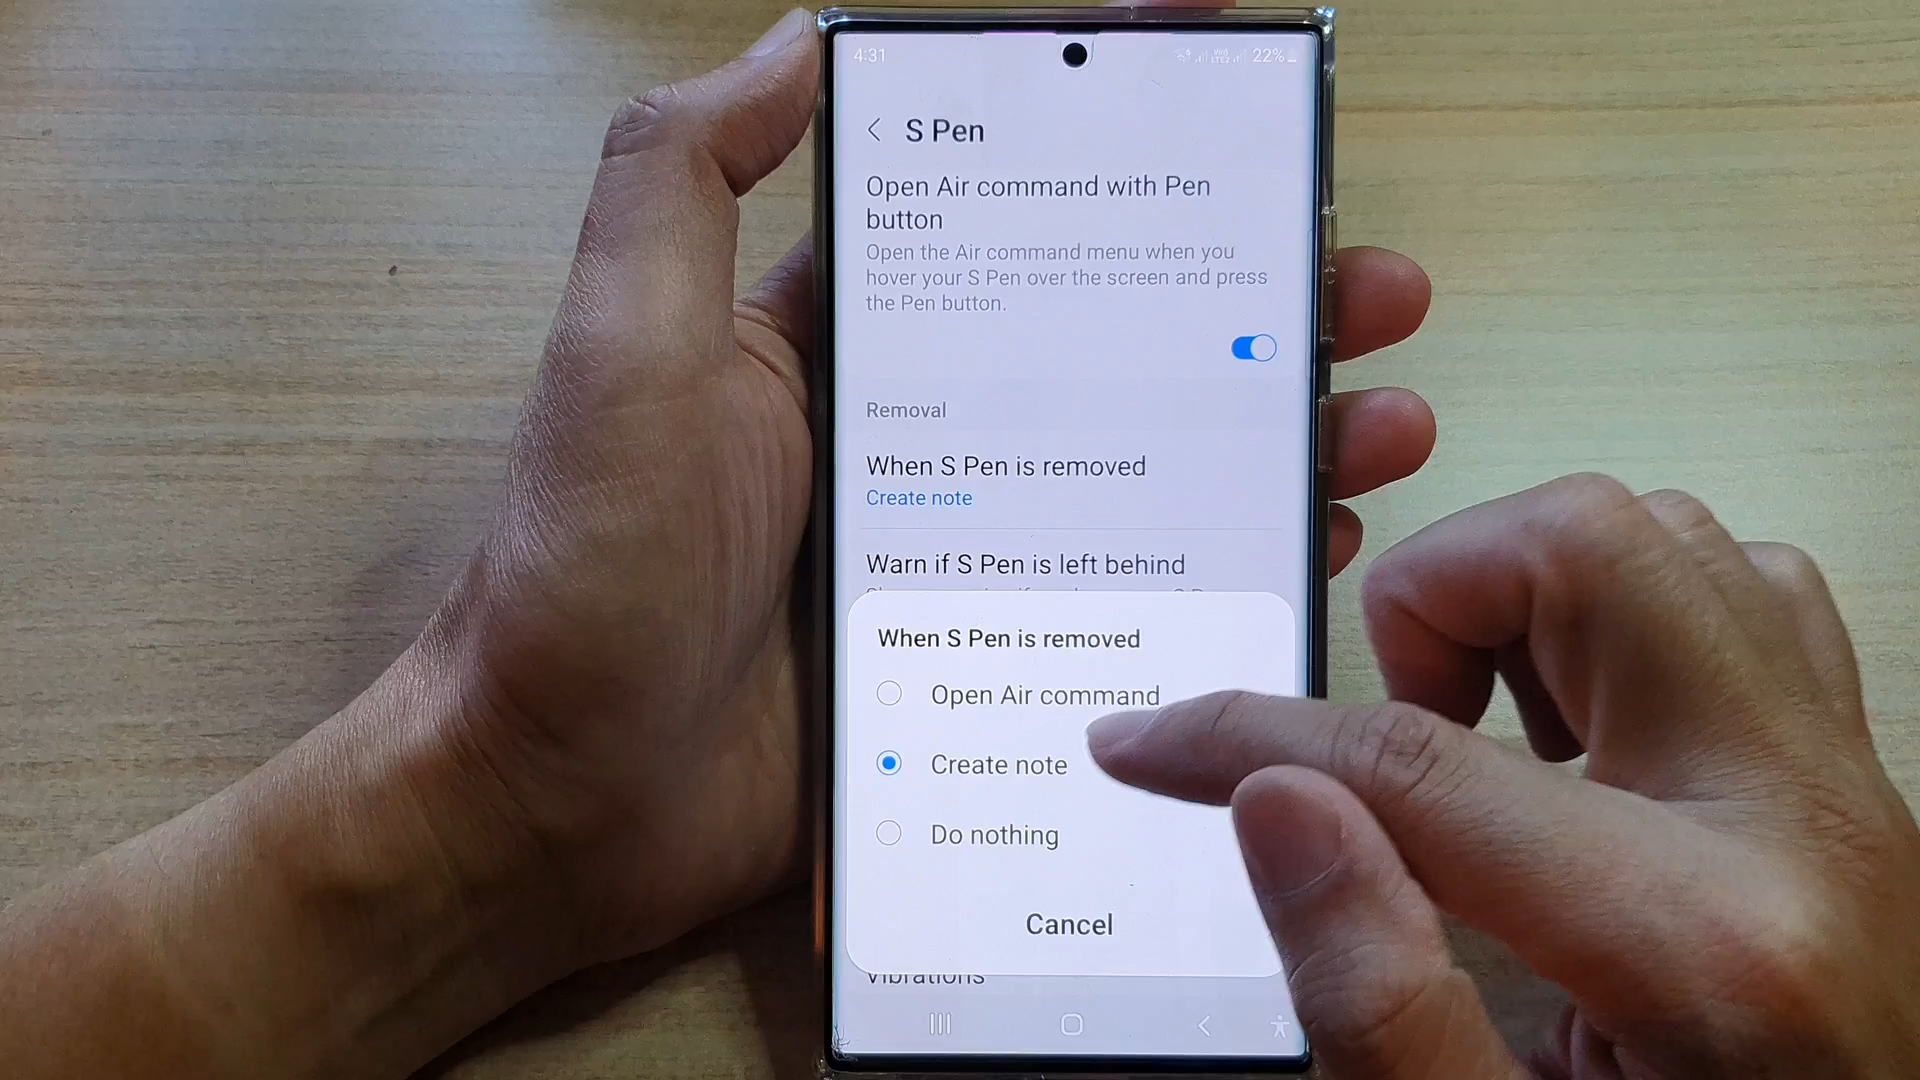 4:31
22%
S Pen
Open Air command with Pen
button
Open the Air command menu when you
hover your S Pen over the screen and press
the Pen button.
Removal
When S Pen is removed
Create note
Warn if S Pen is left behind
When S Pen is removed
Open Air command
Create note
Do nothing
Cancel
Vibrations